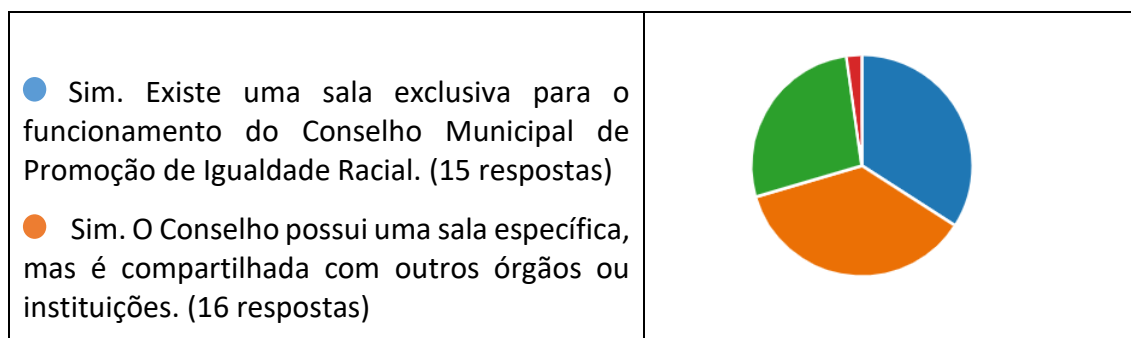 Sim. Existe uma sala exclusiva para o
funcionamento do Conselho Municipal de
Promoção de Igualdade Racial. (15 respostas)
Sim. O Conselho possui uma sala específica,
mas é compartilhada com outros órgãos ou
instituições. (16 respostas)